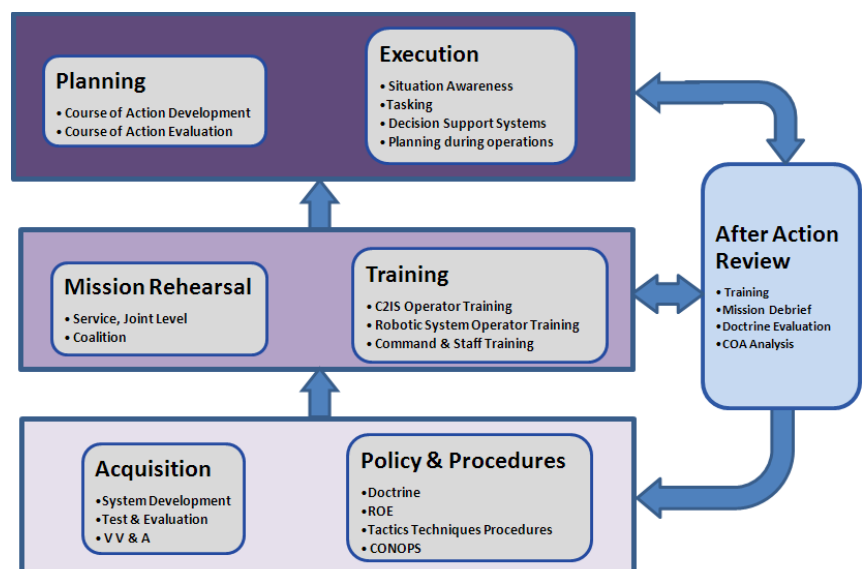 Planning
• Course of Action Development
• Course of Action Evaluation
Execution
• Situation Awareness
•Tasking
• Decision Support Systems
• Planning during operations
Mission Rehearsal
• Service, Joint Level
• Coalition
Training
• C2IS Operator Training
• Robotic System Operator Training
• Command & Staff Training
After Action
Review
• Training
•Mission Debrief
•Doctrine Evaluation
•COA Analysis
Acquisition
•System Development
•Test & Evaluation
• V V & A
Policy & Procedures
•Doctrine
•ROE
•Tactics Techniques Procedures
• CONOPS